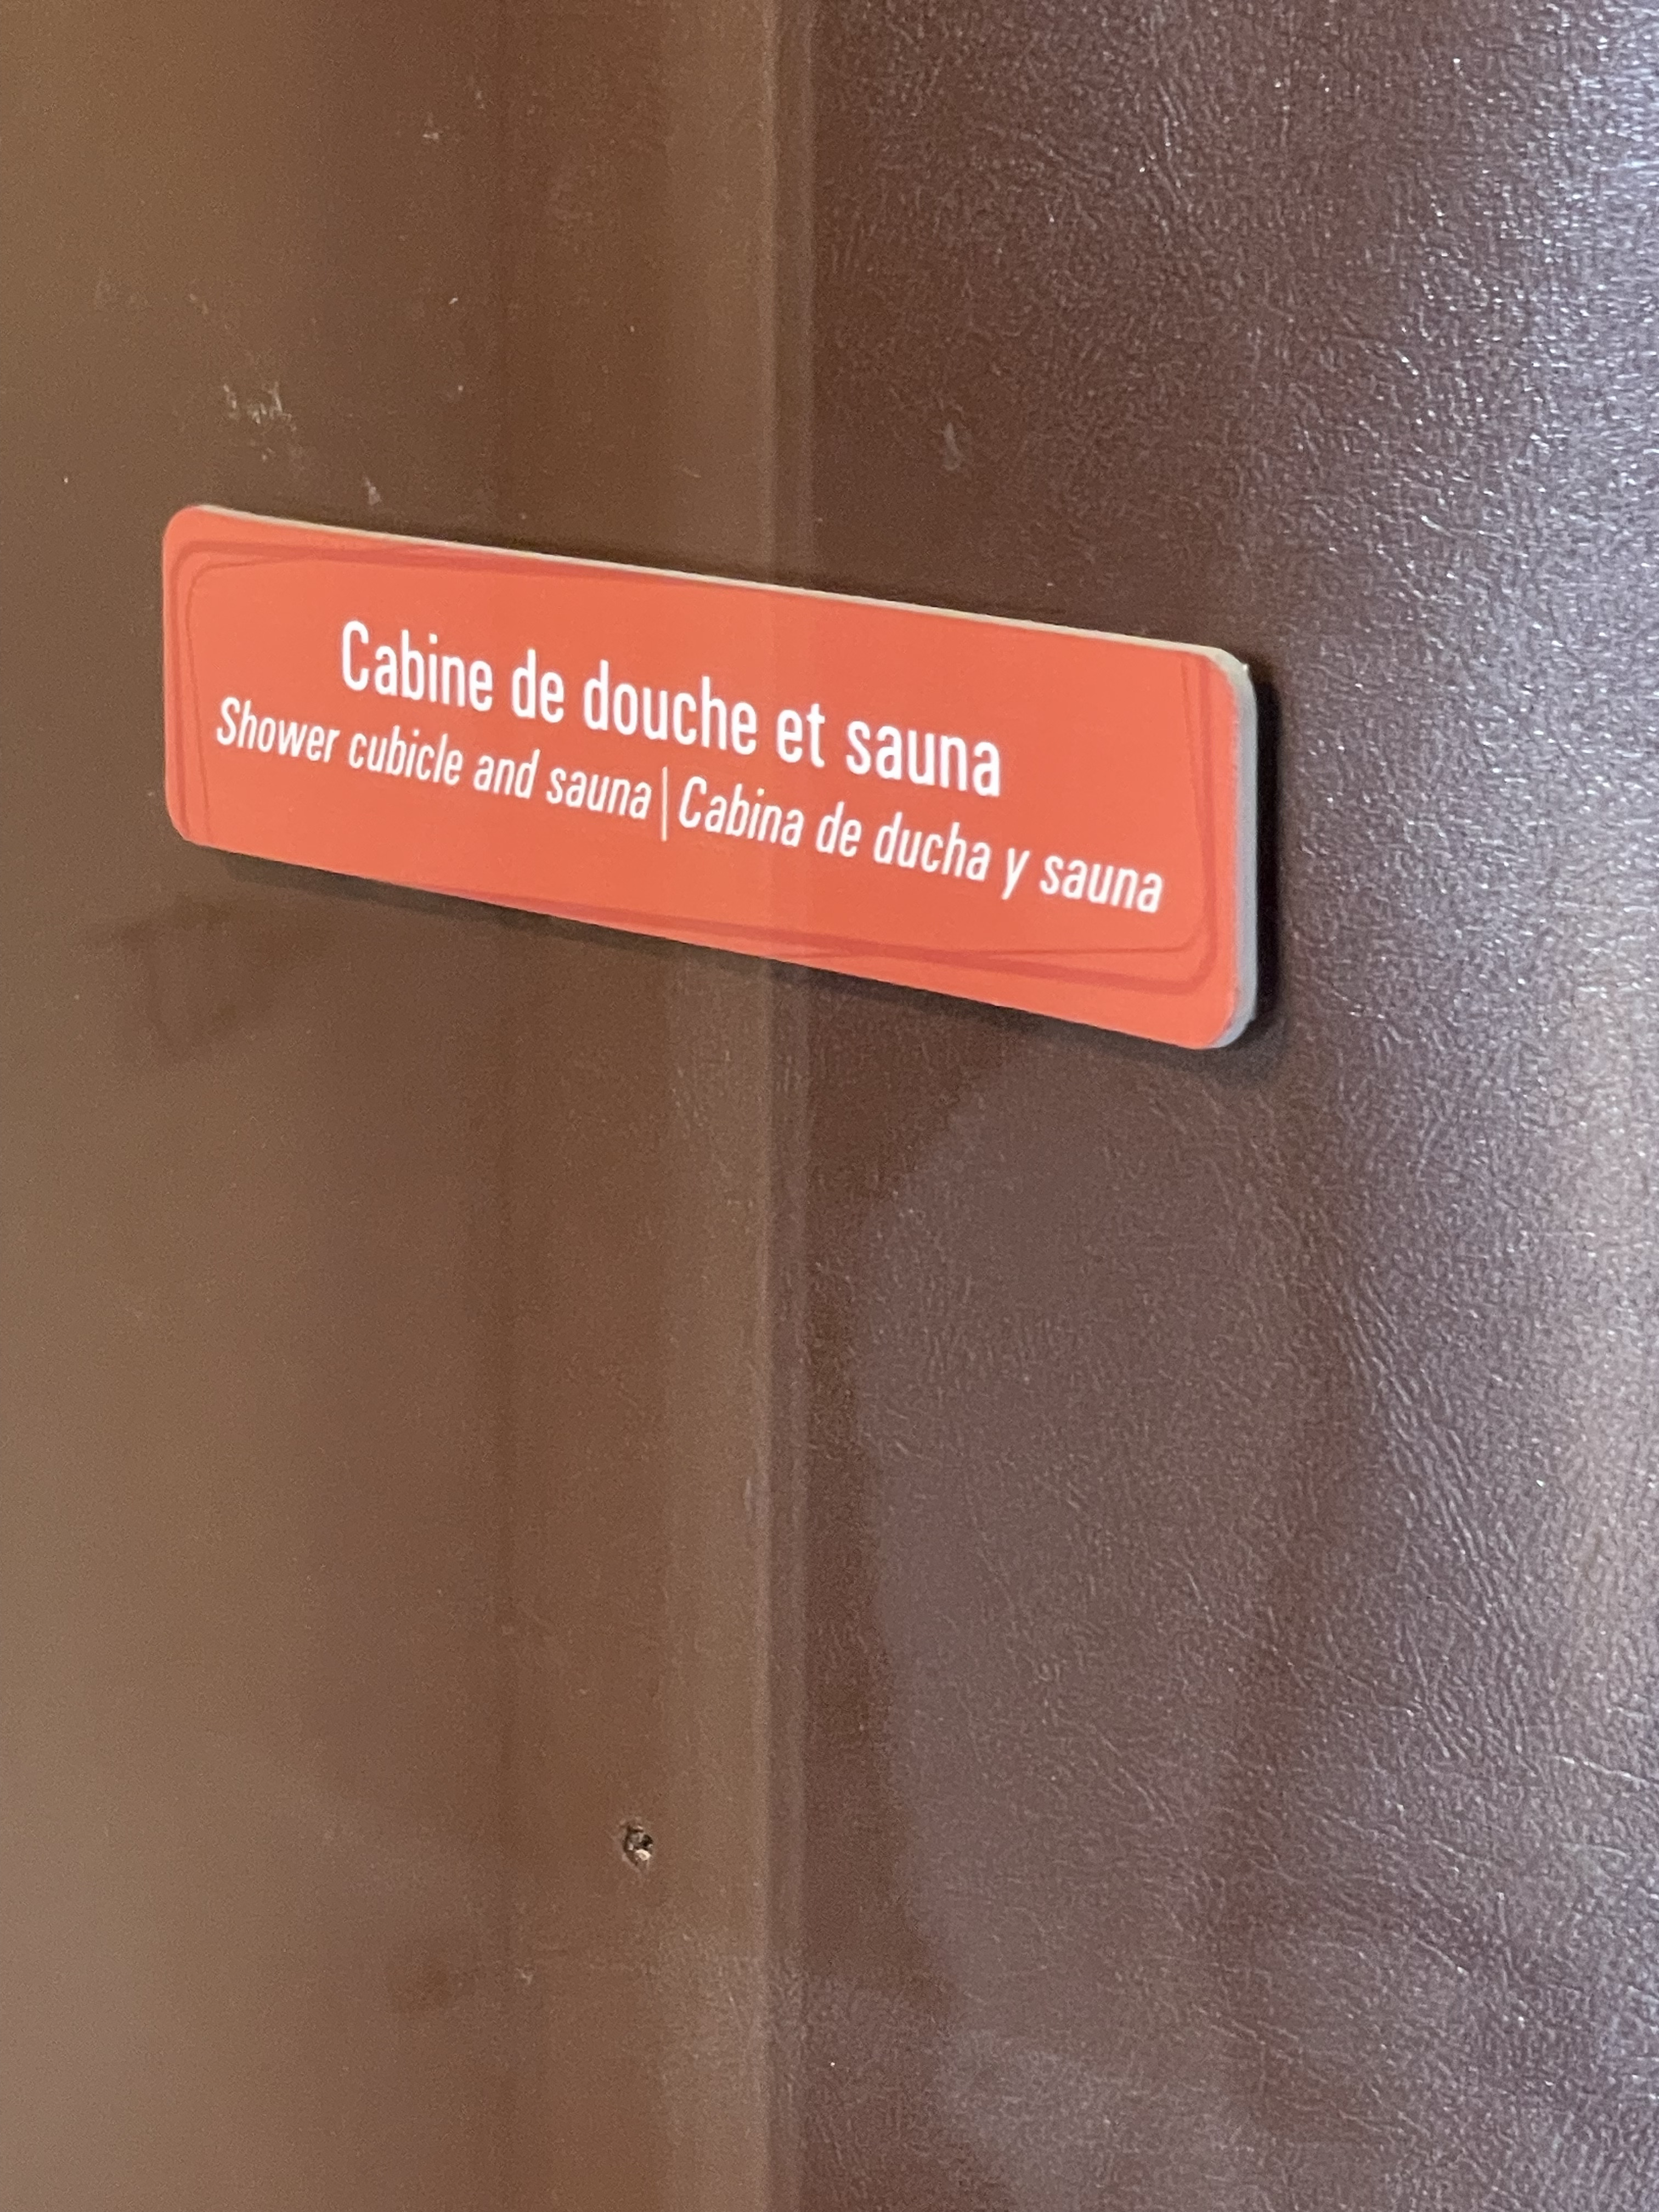 Cabine de douche et sauna
Shower cubicle and sauna | Cabina de ducha y sauna